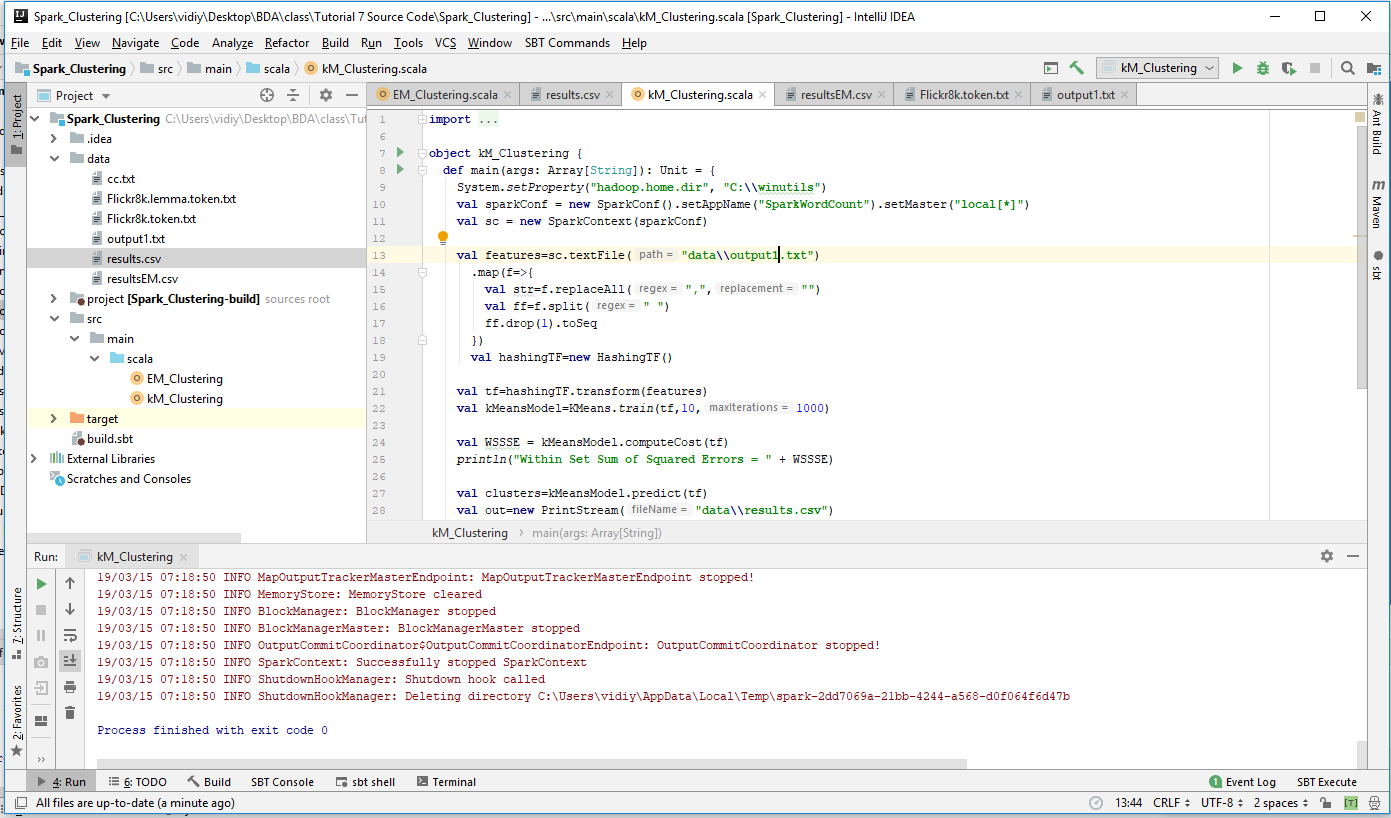 Spark_Clustering [C:\Users\vidiy\Desktop\BDA\class\Tutorial 7 Source Code\Spark_Clustering] - ...\src\main\scala\kM_Clustering.scala [Spark_Clustering] - IntelliJ IDEA
File Edit View Navigate Code Analyze Refactor Build Run Tools VCS Window SBT Commands Help
Spark_Clustering src main scala kM_Clustering.scala kM_Clustering
Project
EM_Clustering.scala results.csv kM_Clustering.scala resultsEM.csv Flickr8k.token.txt output1.txt
1: Project
Spark_Clustering C:\Users\vidiy\Desktop\BDA\class\Tut
.idea
data
cc.txt
Flickr8k.lemma.token.txt
Flickr8k.token.txt
output1.txt
results.csv
resultsEM.csv
project [Spark_Clustering-build] sources root
src
main
scala
EM_Clustering
kM_Clustering
target
build.sbt
External Libraries
Scratches and Consoles
1 import ...
6
7 object kM_Clustering {
8 def main(args: Array[String]): Unit = {
9 System.setProperty("hadoop.home.dir", "C:\\winutils")
10 val sparkConf = new SparkConf().setAppName("SparkWordCount").setMaster("local[*]")
11 val sc = new SparkContext(sparkConf)
12
13 val features=sc.textFile( path = "data\\output1.txt")
14 .map(f=>{
15 val str=f.replaceAll( regex = ",", replacement = "")
16 val ff=f.split( regex = " ")
17 ff.drop(1).toSeq
18 })
19 val hashingTF=new HashingTF()
20
21 val tf=hashingTF.transform(features)
22 val kMeansModel=KMeans.train(tf,10, maxIterations = 1000)
23
24 val WSSSE = kMeansModel.computeCost(tf)
25 println("Within Set Sum of Squared Errors = " + WSSSE)
26
27 val clusters=kMeansModel.predict(tf)
28 val out=new PrintStream( fileName = "data\\results.csv")
kM_Clustering main(args: Array[String])
Ant Build
m Maven
sbt
Run: kM_Clustering
19/03/15 07:18:50 INFO MapOutputTrackerMasterEndpoint: MapOutputTrackerMasterEndpoint stopped!
19/03/15 07:18:50 INFO MemoryStore: MemoryStore cleared
19/03/15 07:18:50 INFO BlockManager: BlockManager stopped
19/03/15 07:18:50 INFO BlockManagerMaster: BlockManagerMaster stopped
19/03/15 07:18:50 INFO OutputCommitCoordinator$OutputCommitCoordinatorEndpoint: OutputCommitCoordinator stopped!
19/03/15 07:18:50 INFO SparkContext: Successfully stopped SparkContext
19/03/15 07:18:50 INFO ShutdownHookManager: Shutdown hook called
19/03/15 07:18:50 INFO ShutdownHookManager: Deleting directory C:\Users\vidiy\AppData\Local\Temp\spark-2dd7069a-21bb-4244-a568-d0f064f6d47b
Process finished with exit code 0
7: Structure
2: Favorites
4: Run 6: TODO Build SBT Console sbt shell Terminal 1 Event Log SBT Execute
All files are up-to-date (a minute ago) 13:44 CRLF UTF-8 2 spaces [T]